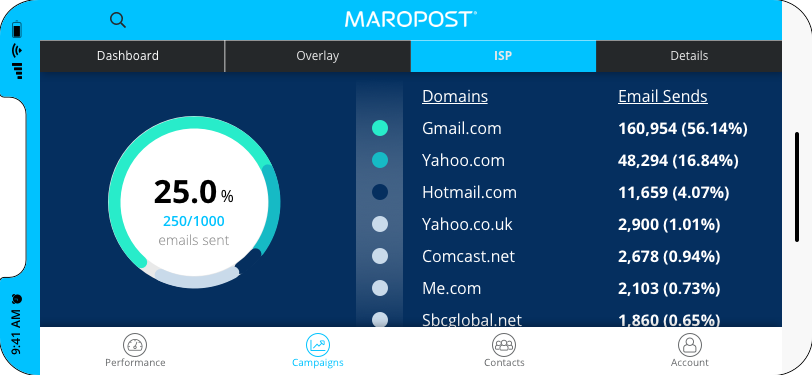 MAROPOST®
Dashboard
Overlay
ISP
Details
25.0 %
250/1000
emails sent
Domains Email Sends
Gmail.com 160,954 (56.14%)
Yahoo.com 48,294 (16.84%)
Hotmail.com 11,659 (4.07%)
Yahoo.co.uk 2,900 (1.01%)
Comcast.net 2,678 (0.94%)
Me.com 2,103 (0.73%)
Sbcglobal.net 1,860 (0.65%)
Performance
Campaigns
Contacts
Account
9:41 AM